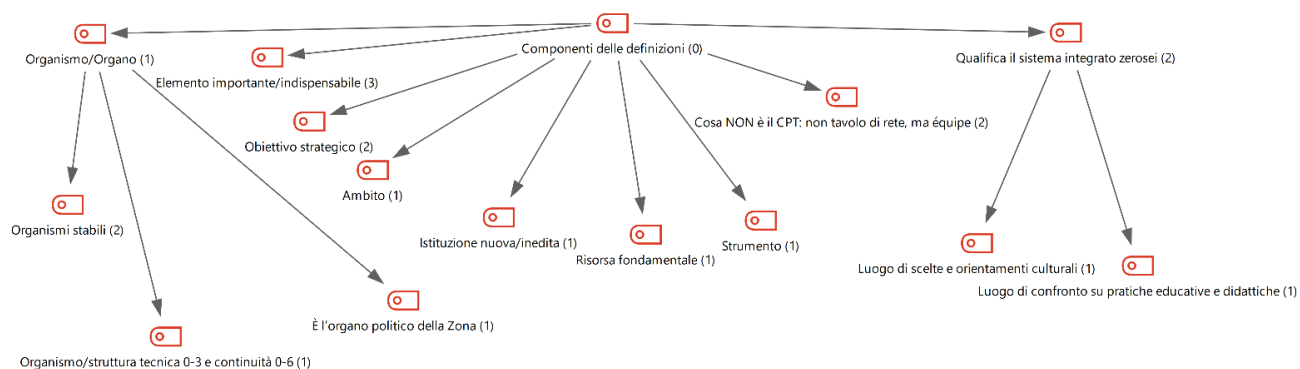 Componenti delle definizioni (0)
Organismo/Organo (1)
Qualifica il sistema integrato zerosei (2)
Elemento importante/indispensabile (3)
Cosa NON è il CPT: non tavolo di rete, ma équipe (2)
Obiettivo strategico (2)
Ambito (1)
Organismi stabili (2)
Istituzione nuova/inedita (1)
Strumento (1)
Risorsa fondamentale (1)
Luogo di scelte e orientamenti culturali (1)
Luogo di confronto su pratiche educative e didattiche (1)
È l'organo politico della Zona (1)
Organismo/struttura tecnica 0-3 e continuità 0-6 (1)